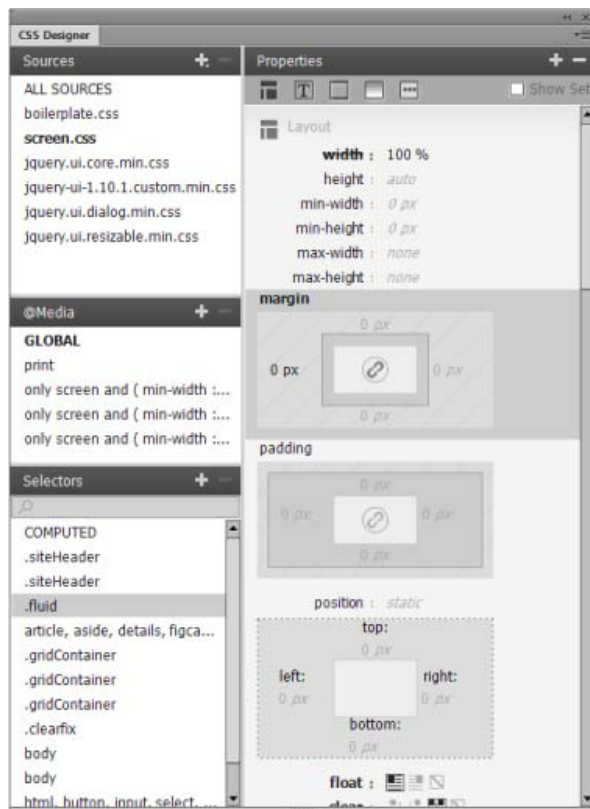 CSS Designer
Sources
ALL SOURCES
boilerplate.css
screen.css
jquery.ui.core.min.css
jquery-ui-1.10.1.custom.min.css
jquery.ui.dialog.min.css
jquery.ui.resizable.min.css
@Media
GLOBAL
print
only screen and ( min-width :...
only screen and ( min-width :...
only screen and ( min-width :...
Selectors
COMPUTED
.siteHeader
.siteHeader
.fluid
article, aside, details, figca...
.gridContainer
.gridContainer
.gridContainer
.clearfix
body
body
html, button, input, select, ...
Properties
T
Show Set
Layout
width : 100 %
height : auto
min-width : 0 px
min-height : 0 px
max-width : none
max-height : none
margin
0 px
0 px 0 px
0 px
padding
0 px
0 px 0 px
0 px
position : static
top:
0 px
left: right:
0 px 0 px
bottom:
0 px
float :
clear